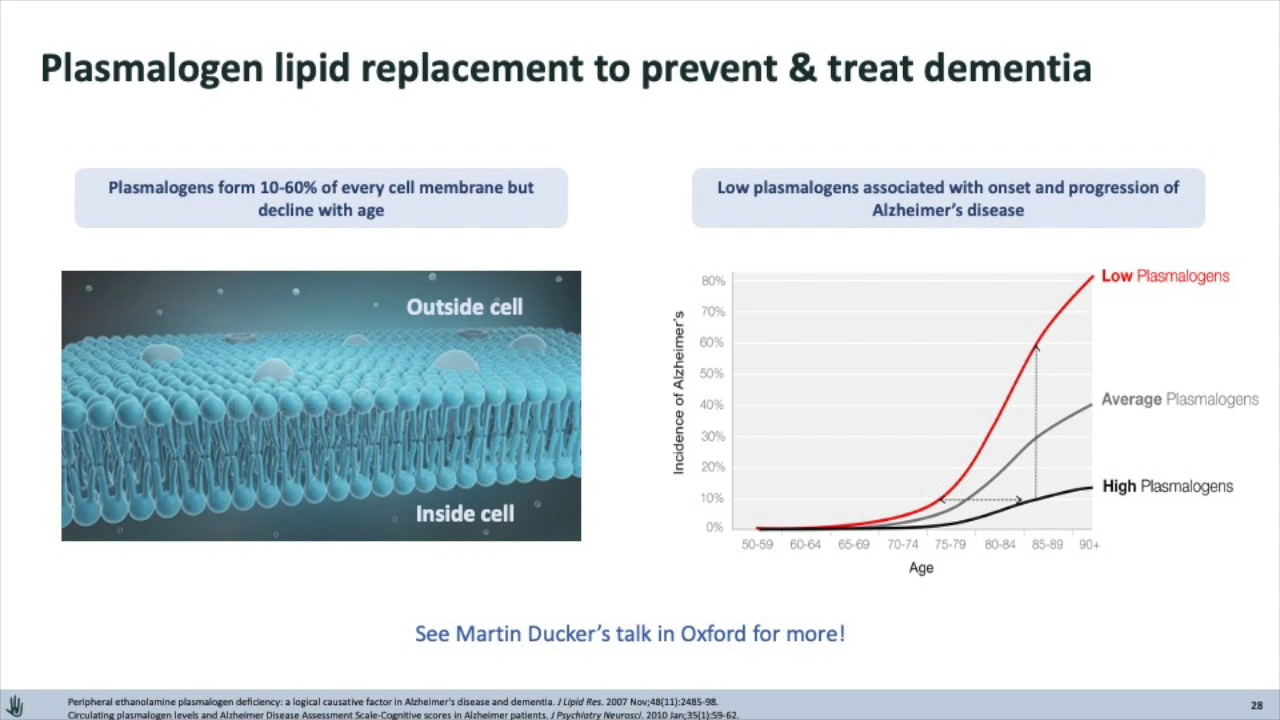 Plasmalogen lipid replacement to prevent & treat dementia
Plasmalogens form 10-60% of every cell membrane but
decline with age
Low plasmalogens associated with onset and progression of
Alzheimer's disease
Outside cell
Inside cell
Incidence of Alzheimer's
80%
70%
60%
50%
40%
30%
20%
10%
0%
Low Plasmalogens
Average Plasmalogens
High Plasmalogens
50-59 60-64 65-69 70-74 75-79 80-84 85-89 90+
Age
See Martin Ducker's talk in Oxford for more!
Peripheral ethanolamine plasmalogen deficiency: a logical causative factor in Alzheimer's disease and dementia. J Lipid Res. 2007 Nov;48(11):2485-98.
Circulating plasmalogen levels and Alzheimer Disease Assessment Scale-Cognitive scores in Alzheimer patients. J Psychiatry Neurosci. 2010 Jan;35(1):59-62.
28